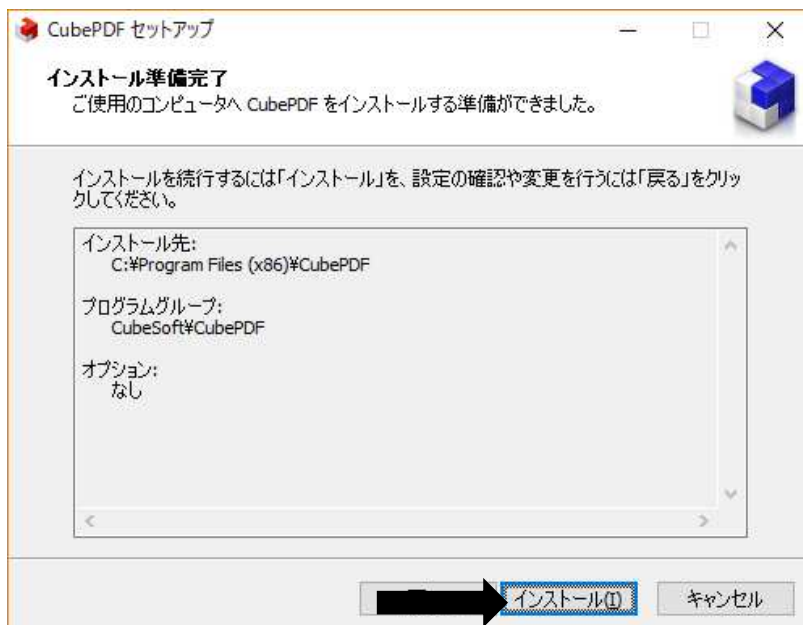 CubePDF セットアップ
インストール準備完了
ご使用のコンピュータへ CubePDF をインストールする準備ができました。
インストールを続行するには「インストール」を、設定の確認や変更を行うには「戻る」をクリッ
クしてください。
インストール先:
C:¥Program Files (x86)¥CubePDF
プログラムグループ:
CubeSoft¥CubePDF
オプション:
なし
インストール(I)
キャンセル